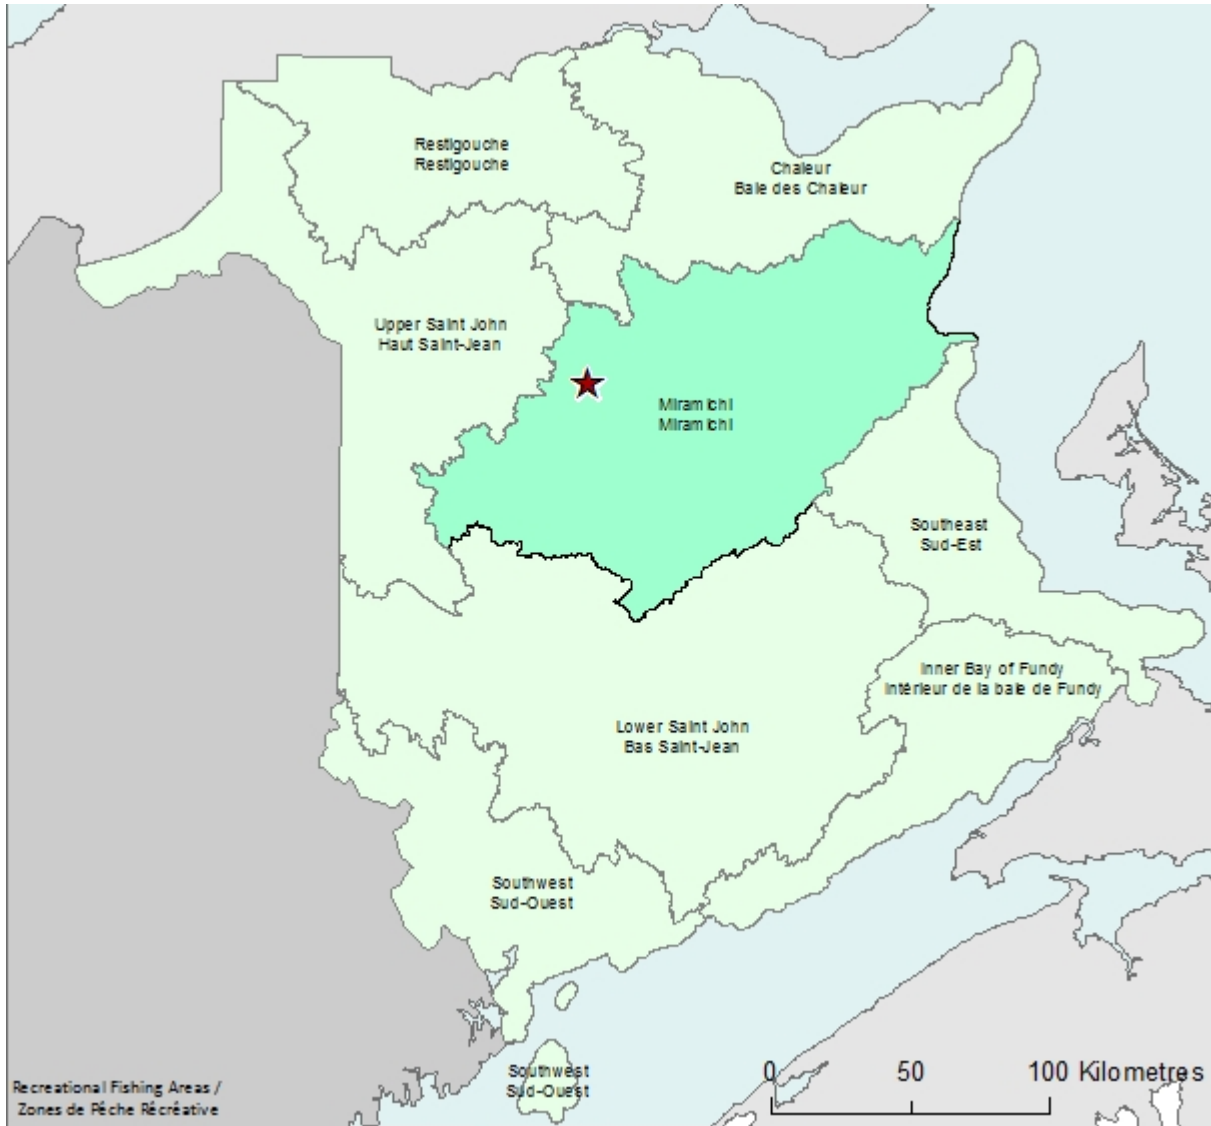 Restigouche
Restigouche
Chaleur
Baie des Chaleur
Upper Saint John
Haut Saint-Jean
Miramichi
Miramichi
Southeast
Sud-Est
Inner Bay of Fundy
Intérieur de la baie de Fundy
Lower Saint John
Bas Saint-Jean
Southwest
Sud-Ouest
Southwest
Sud-Ouest
0 50 100 Kilometres
Recreational Fishing Areas /
Zones de Pêche Récréative